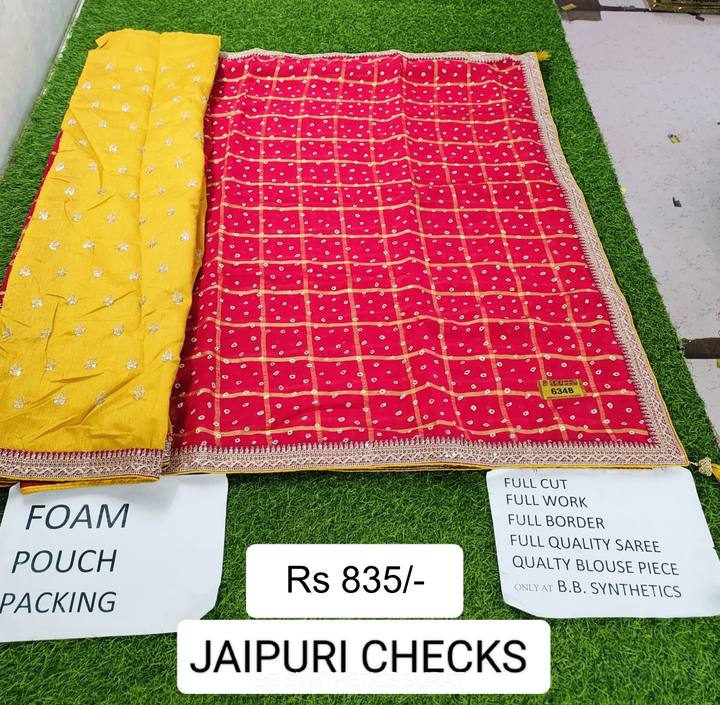 6348
FOAM
POUCH
PACKING
FULL CUT
FULL WORK
FULL BORDER
FULL QUALITY SAREE
QUALTY BLOUSE PIECE
ONLY AT B.B. SYNTHETICS
Rs 835/-
JAIPURI CHECKS